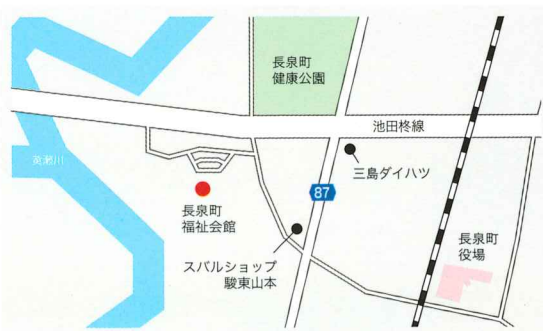 長泉町
健康公園
池田柊線
三島ダイハツ
黄瀬川
87
長泉町
福祉会館
スバルショップ
駿東山本
長泉町
役場